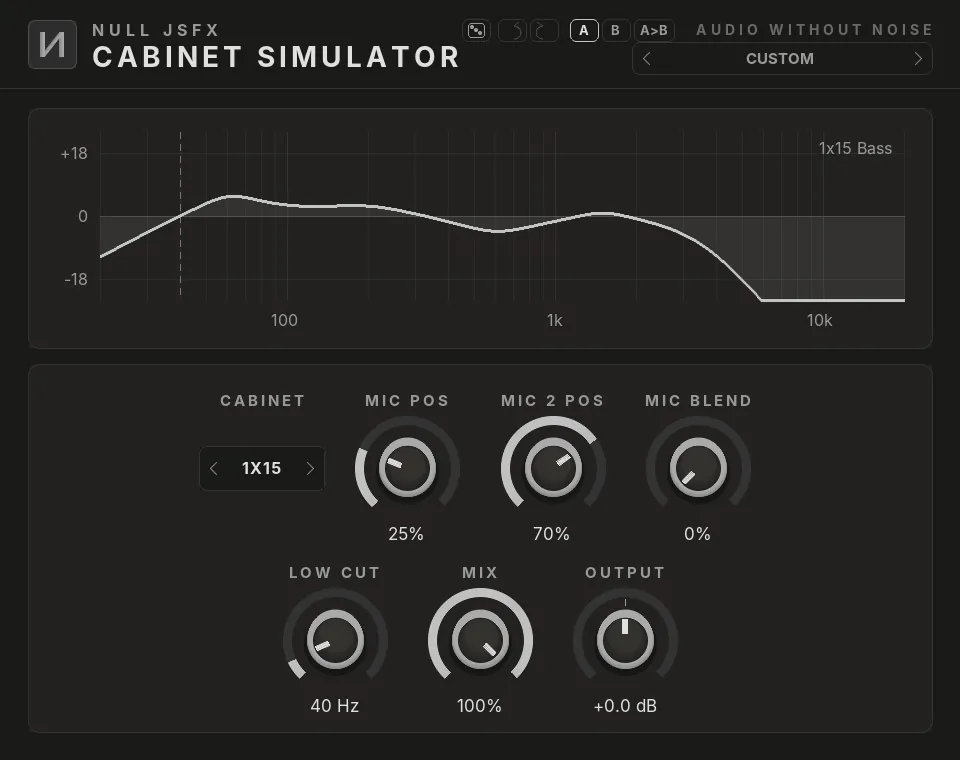 NULL JSFX
CABINET SIMULATOR
A B A>B
AUDIO WITHOUT NOISE
CUSTOM
1x15 Bass
+18
0
-18
100 1k 10k
CABINET MIC POS MIC 2 POS MIC BLEND
1X15
25% 70% 0%
LOW CUT MIX OUTPUT
40 Hz 100% +0.0 dB